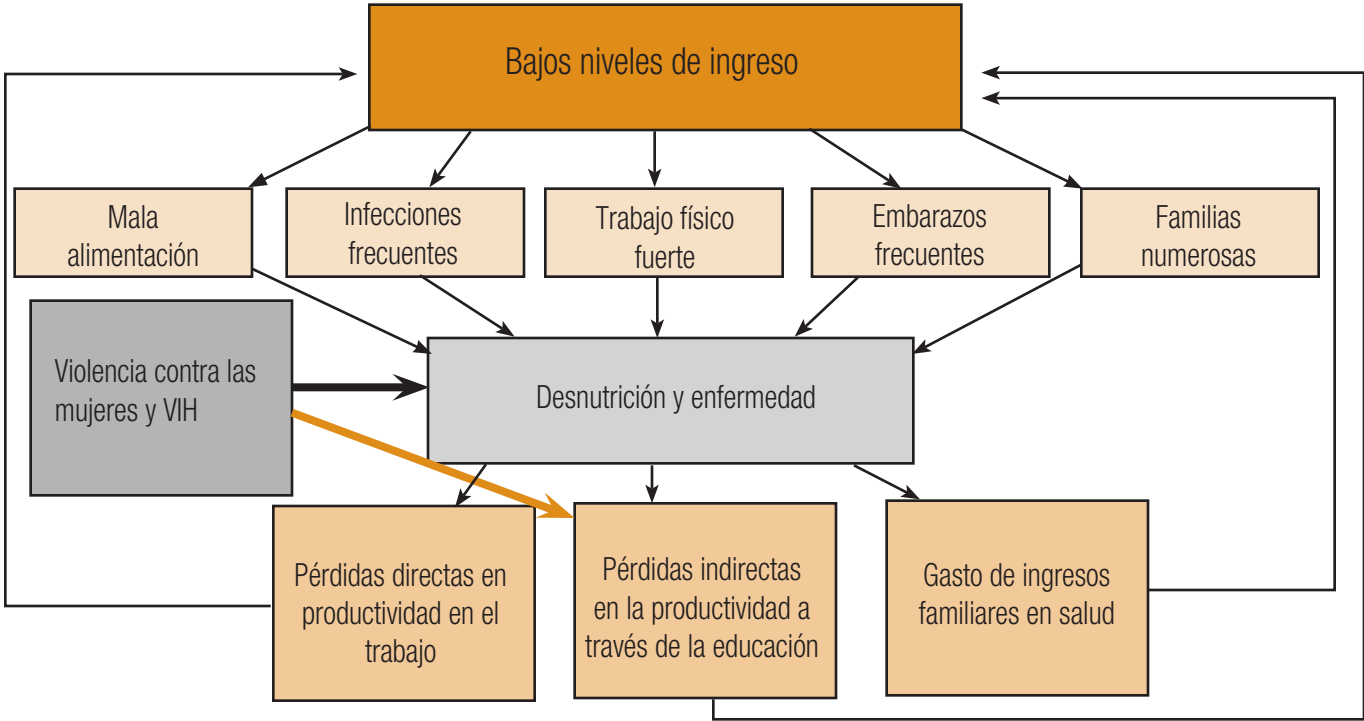 Bajos niveles de ingreso
Mala
alimentación
Infecciones
frecuentes
Trabajo físico
fuerte
Embarazos
frecuentes
Familias
numerosas
Violencia contra las
mujeres y VIH
Desnutrición y enfermedad
Pérdidas directas en
productividad en el
trabajo
Pérdidas indirectas
en la productividad a
través de la educación
Gasto de ingresos
familiares en salud